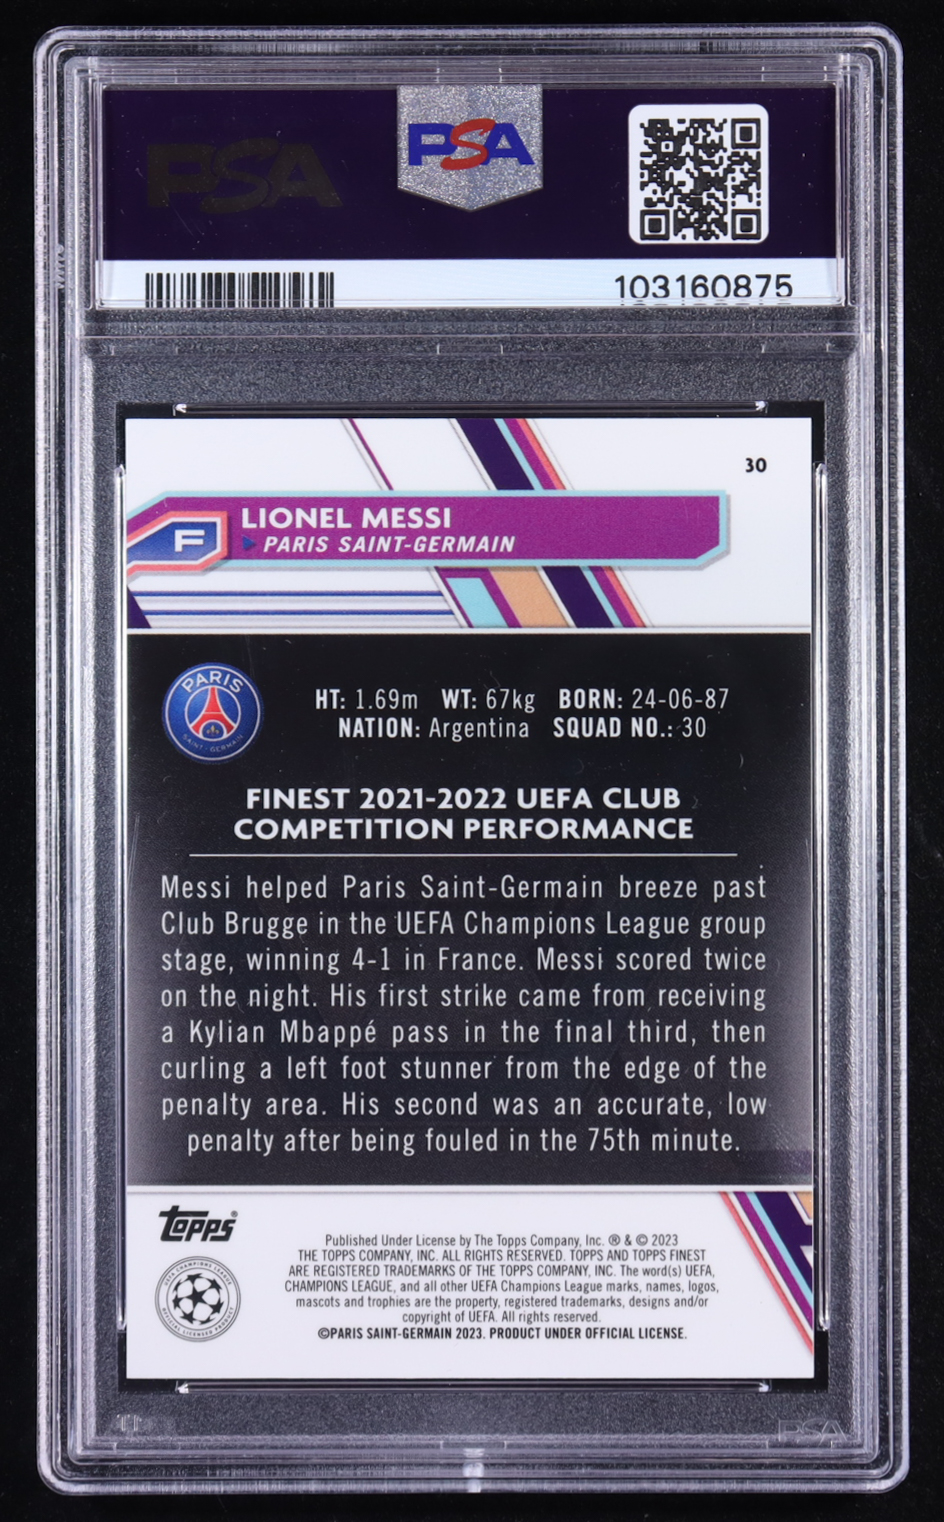 PSA
PSA
103160875
30
LIONEL MESSI
F
PARIS SAINT-GERMAIN
PARIS
SAINT-GERMAIN
HT: 1.69m WT: 67kg BORN: 24-06-87
NATION: Argentina SQUAD NO.: 30
FINEST 2021-2022 UEFA CLUB
COMPETITION PERFORMANCE
Messi helped Paris Saint-Germain breeze past
Club Brugge in the UEFA Champions League group
stage, winning 4-1 in France. Messi scored twice
on the night. His first strike came from receiving
a Kylian Mbappé pass in the final third, then
curling a left foot stunner from the edge of the
penalty area. His second was an accurate, low
penalty after being fouled in the 75th minute.
Topps®
UEFA CHAMPIONS LEAGUE
OFFICIAL LICENSED PRODUCT
Published Under License by The Topps Company, Inc. ® & © 2023
THE TOPPS COMPANY, INC. ALL RIGHTS RESERVED. TOPPS AND TOPPS FINEST
ARE REGISTERED TRADEMARKS OF THE TOPPS COMPANY, INC. The word(s) UEFA,
CHAMPIONS LEAGUE, and all other UEFA Champions League marks, names, logos,
mascots and trophies are the property, registered trademarks, designs and/or
copyright of UEFA. All rights reserved.
©PARIS SAINT-GERMAIN 2023. PRODUCT UNDER OFFICIAL LICENSE.
PSA